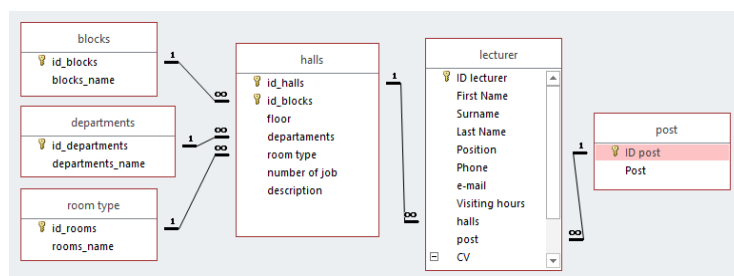 blocks
id_blocks
blocks_name
departments
id_departments
departments_name
room type
id_rooms
rooms_name
1
1
1
∞
∞
∞
halls
id_halls
id_blocks
floor
departaments
room type
number of job
description
1
∞
lecturer
ID lecturer
First Name
Surname
Last Name
Position
Phone
e-mail
Visiting hours
halls
post
CV
1
∞
post
ID post
Post